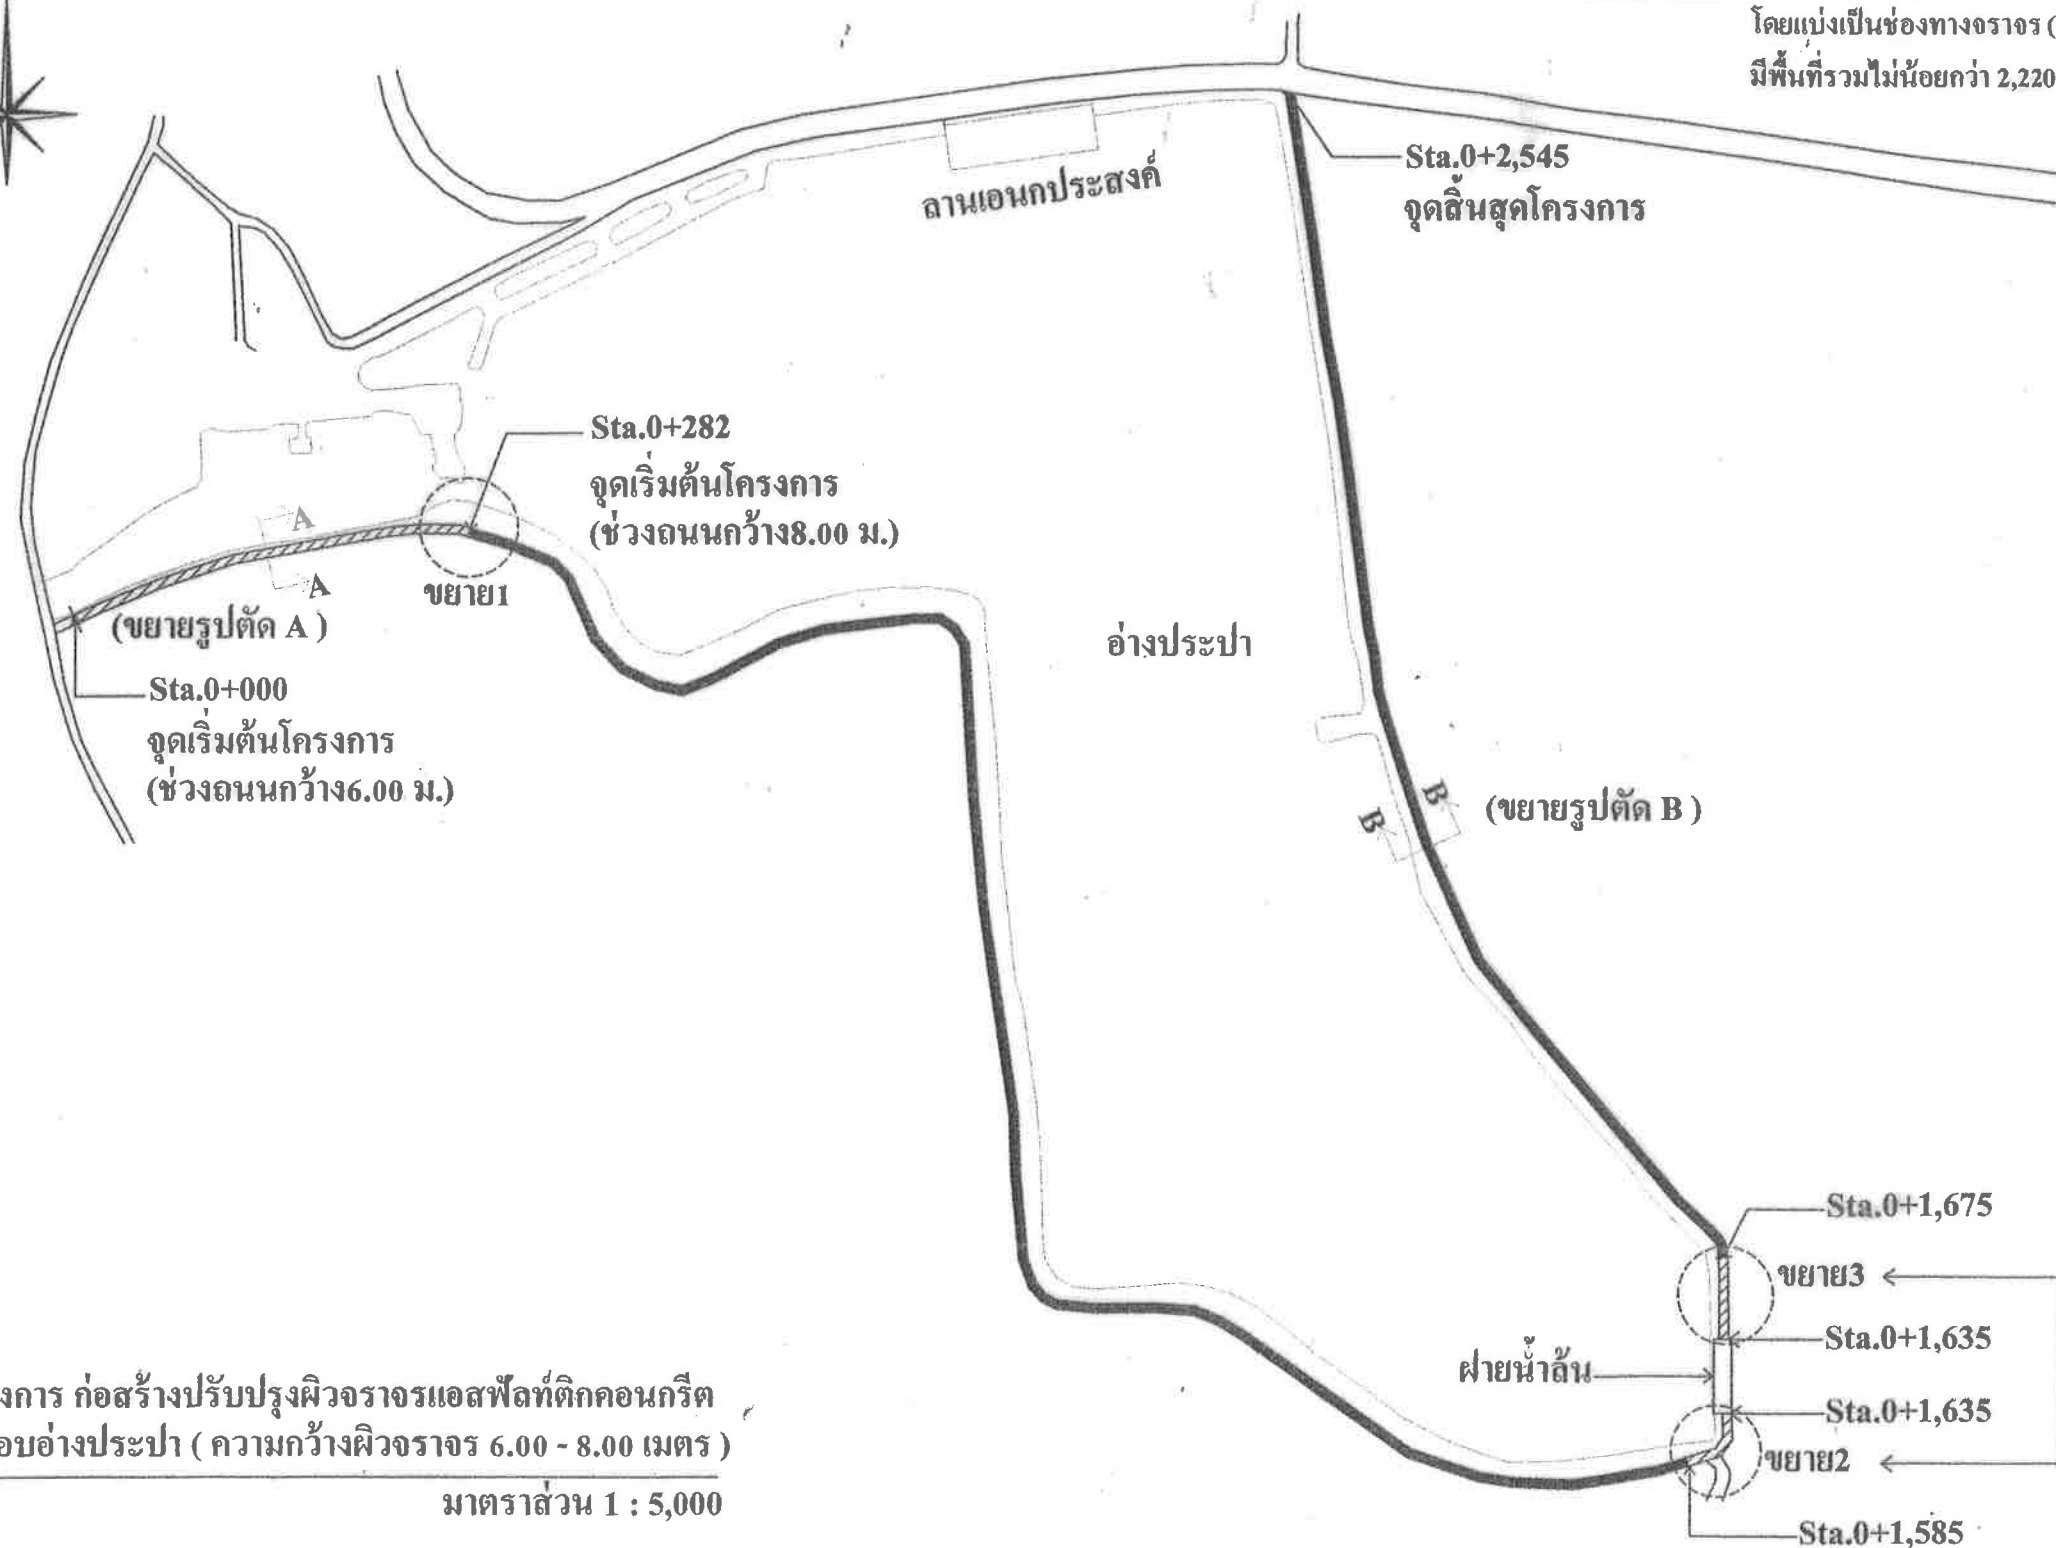 โดยแบ่งเป็นช่องทางจราจร (
มีพื้นที่รวมไม่น้อยกว่า 2,220
Sta.0+2,545
จุดสิ้นสุดโครงการ
ลานเอนกประสงค์
Sta.0+282
จุดเริ่มต้นโครงการ
(ช่วงถนนกว้าง8.00 ม.)
A
A
ขยาย1
(ขยายรูปตัด A )
อ่างประปา
Sta.0+000
จุดเริ่มต้นโครงการ
(ช่วงถนนกว้าง6.00 ม.)
B
B
(ขยายรูปตัด B )
Sta.0+1,675
ขยาย3
Sta.0+1,635
ฝายน้ำล้น
Sta.0+1,635
ขยาย2
Sta.0+1,585
งการ ก่อสร้างปรับปรุงผิวจราจรแอสฟัลท์ติกคอนกรีต
อบอ่างประปา ( ความกว้างผิวจราจร 6.00 - 8.00 เมตร )
มาตราส่วน 1 : 5,000